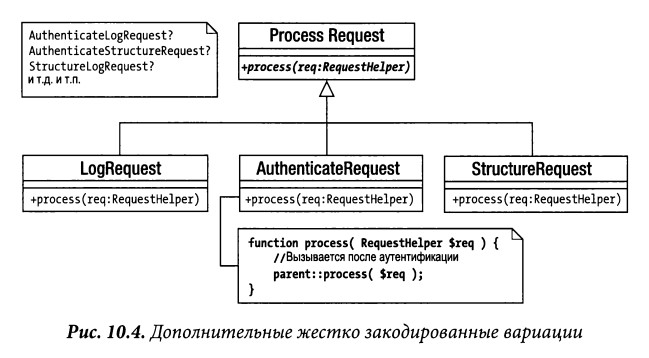 AuthenticateLogRequest?
AuthenticateStructureRequest?
StructureLogRequest?
и т.д. и т.п.
Process Request
+process(req:RequestHelper)
LogRequest
+process(req:RequestHelper)
AuthenticateRequest
+process(req:RequestHelper)
StructureRequest
+process(req:RequestHelper)
function process( RequestHelper $req ) {
//Вызывается после аутентификации
parent::process( $req );
}
Рис. 10.4. Дополнительные жестко закодированные вариации